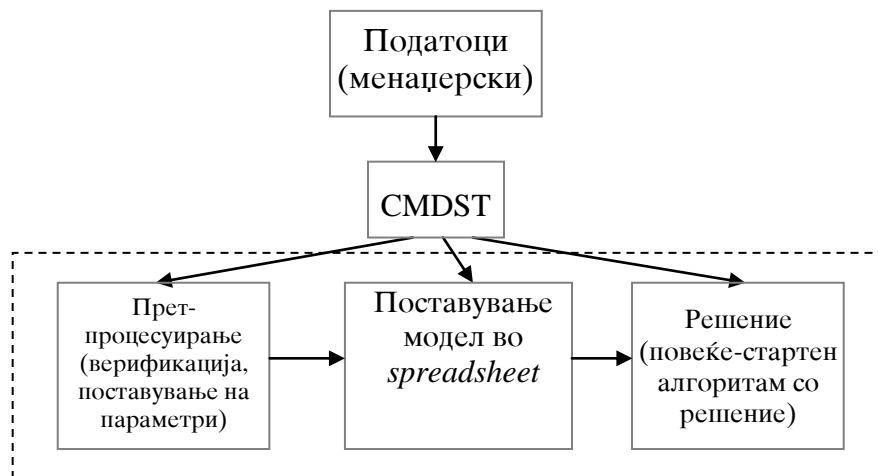 Податоци
(менаџерски)
CMDST
Прет-
процесуирање
(верификација,
поставување на
параметри)
Поставување
модел во
spreadsheet
Решение
(повеќе-стартен
алгоритам со
решение)